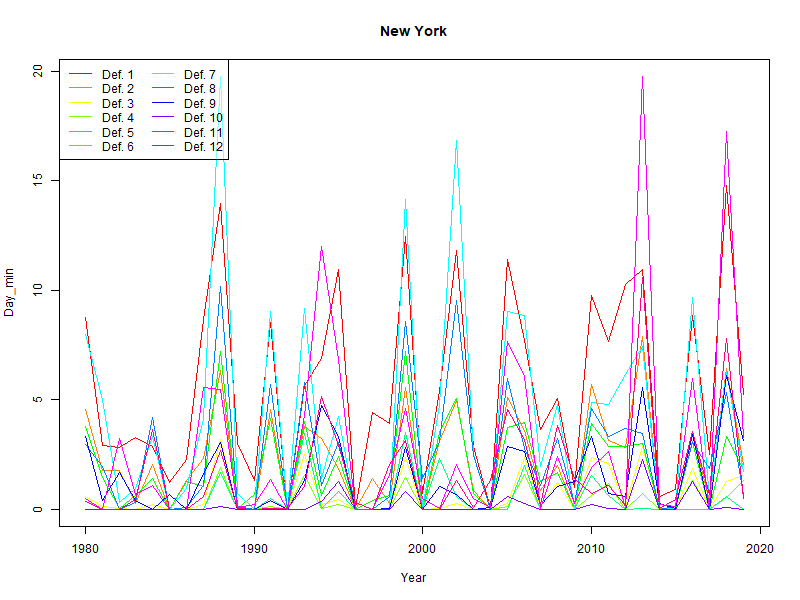 New York
Day_min
20
15
10
5
0
Def. 1 Def. 7
Def. 2 Def. 8
Def. 3 Def. 9
Def. 4 Def. 10
Def. 5 Def. 11
Def. 6 Def. 12
1980 1990 2000 2010 2020
Year